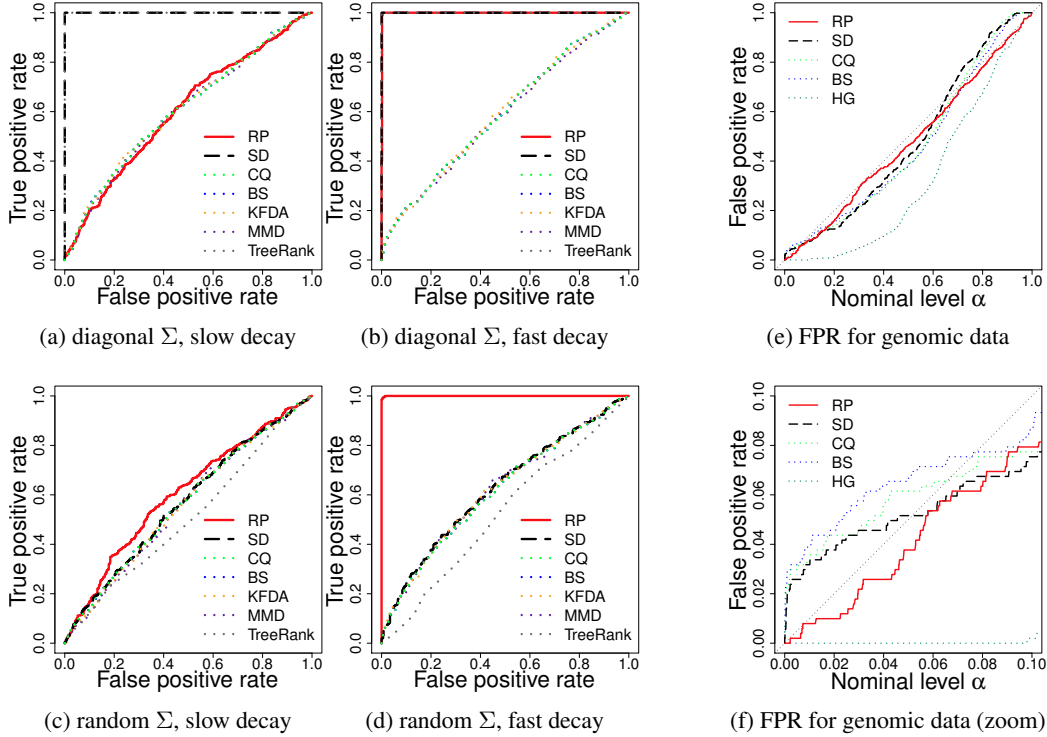 True positive rate
0.0 0.2 0.4 0.6 0.8 1.0
RP
SD
CQ
BS
KFDA
MMD
TreeRank
0.0 0.2 0.4 0.6 0.8 1.0
False positive rate
(a) diagonal Σ, slow decay
True positive rate
0.0 0.2 0.4 0.6 0.8 1.0
RP
SD
CQ
BS
KFDA
MMD
TreeRank
0.0 0.2 0.4 0.6 0.8 1.0
False positive rate
(b) diagonal Σ, fast decay
False positive rate
0.0 0.2 0.4 0.6 0.8 1.0
RP
SD
CQ
BS
HG
0.0 0.2 0.4 0.6 0.8 1.0
Nominal level α
(e) FPR for genomic data
True positive rate
0.0 0.2 0.4 0.6 0.8 1.0
RP
SD
CQ
BS
KFDA
MMD
TreeRank
0.0 0.2 0.4 0.6 0.8 1.0
False positive rate
(c) random Σ, slow decay
True positive rate
0.0 0.2 0.4 0.6 0.8 1.0
RP
SD
CQ
BS
KFDA
MMD
TreeRank
0.0 0.2 0.4 0.6 0.8 1.0
False positive rate
(d) random Σ, fast decay
False positive rate
0.00 0.02 0.04 0.06 0.08 0.10
RP
SD
CQ
BS
HG
0.00 0.02 0.04 0.06 0.08 0.10
Nominal level α
(f) FPR for genomic data (zoom)